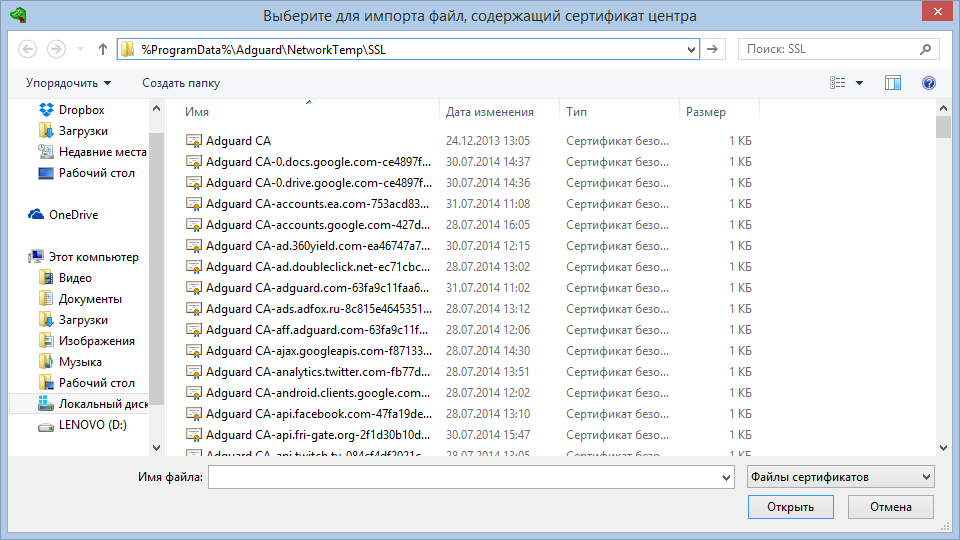 Выберите для импорта файл, содержащий сертификат центра
%ProgramData%\Adguard\NetworkTemp\SSL
Поиск: SSL
Упорядочить
Создать папку
Dropbox
Загрузки
Недавние места
Рабочий стол
OneDrive
Этот компьютер
Видео
Документы
Загрузки
Изображения
Музыка
Рабочий стол
Локальный диск
LENOVO (D:)
Имя Дата изменения Тип Размер
Adguard CA 24.12.2013 13:05 Сертификат безо... 1 КБ
Adguard CA-0.docs.google.com-ce4897f... 30.07.2014 14:37 Сертификат безо... 1 КБ
Adguard CA-0.drive.google.com-ce4897f... 30.07.2014 14:36 Сертификат безо... 1 КБ
Adguard CA-accounts.ea.com-753acd83... 31.07.2014 11:08 Сертификат безо... 1 КБ
Adguard CA-accounts.google.com-427d... 28.07.2014 16:05 Сертификат безо... 1 КБ
Adguard CA-ad.360yield.com-ea46747a7... 30.07.2014 12:15 Сертификат безо... 1 КБ
Adguard CA-ad.doubleclick.net-ec71cbc... 28.07.2014 13:02 Сертификат безо... 1 КБ
Adguard CA-adguard.com-63fa9c11faa6... 31.07.2014 11:02 Сертификат безо... 1 КБ
Adguard CA-ads.adfox.ru-8c815e4645351... 28.07.2014 13:12 Сертификат безо... 1 КБ
Adguard CA-aff.adguard.com-63fa9c11f... 28.07.2014 12:06 Сертификат безо... 1 КБ
Adguard CA-ajax.googleapis.com-f87133... 28.07.2014 14:30 Сертификат безо... 1 КБ
Adguard CA-analytics.twitter.com-fb77d... 28.07.2014 13:51 Сертификат безо... 1 КБ
Adguard CA-android.clients.google.com... 28.07.2014 12:02 Сертификат безо... 1 КБ
Adguard CA-api.facebook.com-47fa19de... 28.07.2014 13:10 Сертификат безо... 1 КБ
Adguard CA-api.fri-gate.org-2f1d30b10d... 30.07.2014 15:47 Сертификат безо... 1 КБ
Adguard CA-api.twitch.tv 28.07.2014 13:05 Сертификат безо... 1 КБ
Имя файла:
Файлы сертификатов
Открыть
Отмена